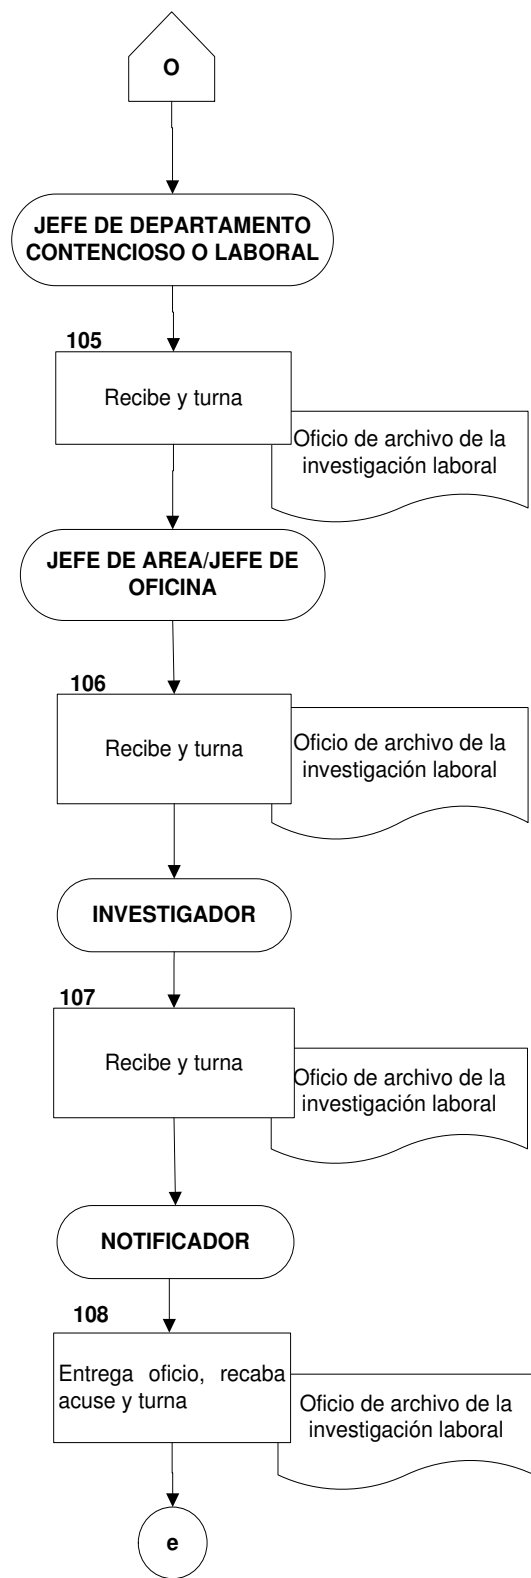 O
JEFE DE DEPARTAMENTO
CONTENCIOSO O LABORAL
105
Recibe y turna
Oficio de archivo de la
investigación laboral
JEFE DE AREA/JEFE DE
OFICINA
106
Recibe y turna
Oficio de archivo de la
investigación laboral
INVESTIGADOR
107
Recibe y turna
Oficio de archivo de la
investigación laboral
NOTIFICADOR
108
Entrega oficio, recaba
acuse y turna
Oficio de archivo de la
investigación laboral
e